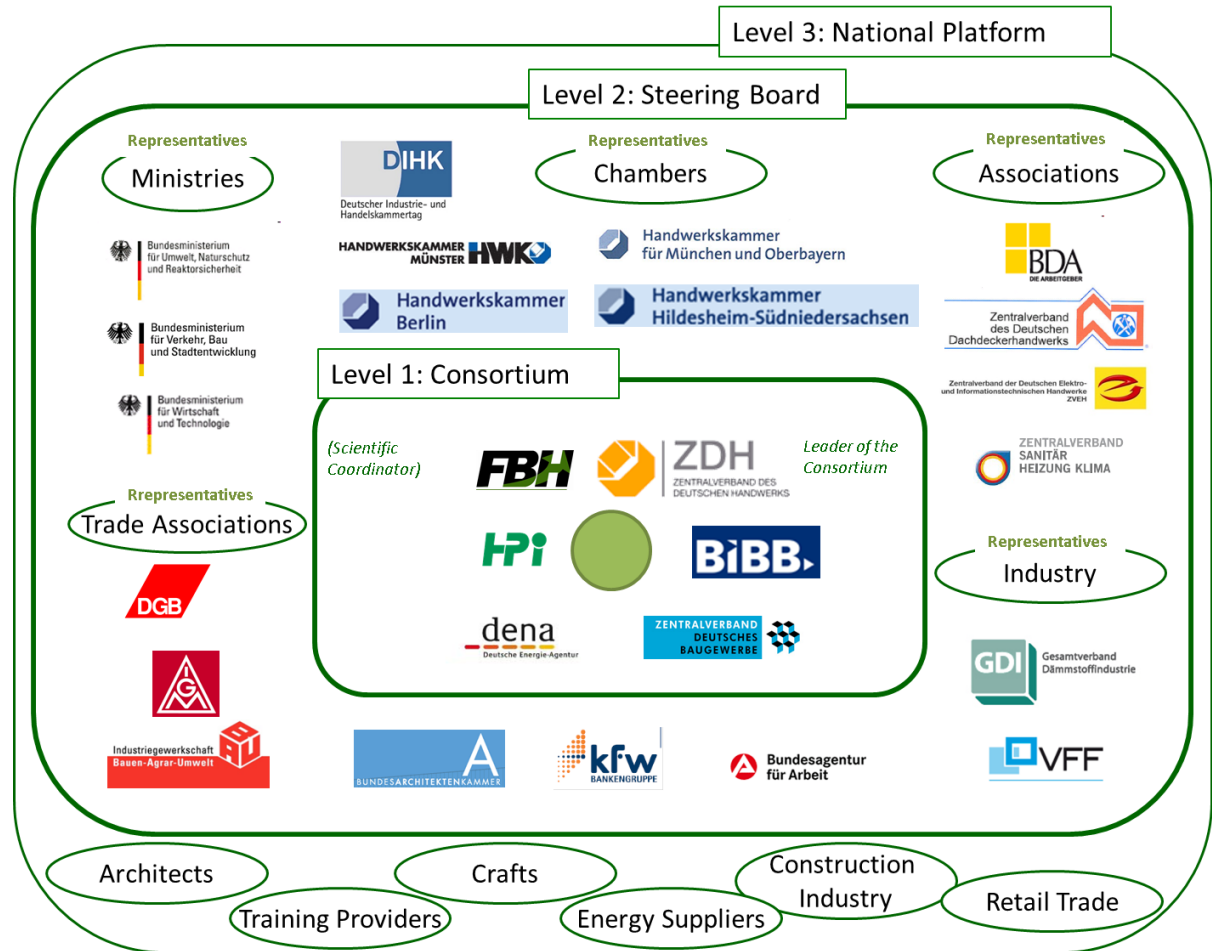 Level 3: National Platform
Level 2: Steering Board
Representatives
Ministries
Bundesministerium
für Umwelt, Naturschutz
und Reaktorsicherheit
Bundesministerium
für Verkehr, Bau
und Stadtentwicklung
Bundesministerium
für Wirtschaft
und Technologie
DIHK
Deutscher Industrie- und
Handelskammertag
Representatives
Chambers
HANDWERKSKAMMER
MÜNSTER HWK
Handwerkskammer
für München und Oberbayern
Handwerkskammer
Berlin
Handwerkskammer
Hildesheim-Südniedersachsen
Representatives
Associations
BDA
DIE ARBEITGEBER
Zentralverband
des Deutschen
Dachdeckerhandwerks
Zentralverband der Deutschen Elektro-
und Informationstechnischen Handwerke
ZVEH
ZENTRALVERBAND
SANITÄR
HEIZUNG KLIMA
Level 1: Consortium
(Scientific
Coordinator)
FBH
ZDH
ZENTRALVERBAND DES
DEUTSCHEN HANDWERKS
Leader of the
Consortium
HPi
BiBB
dena
Deutsche Energie-Agentur
ZENTRALVERBAND
DEUTSCHES
BAUGEWERBE
Rrepresentatives
Trade Associations
DGB
IGM
Industriegewerkschaft
Bauen-Agrar-Umwelt
BAU
Representatives
Industry
GDI
Gesamtverband
Dämmstoffindustrie
VFF
A
BUNDESARCHITEKTENKAMMER
kfw
BANKENGRUPPE
Bundesagentur
für Arbeit
Architects
Training Providers
Crafts
Energy Suppliers
Construction
Industry
Retail Trade